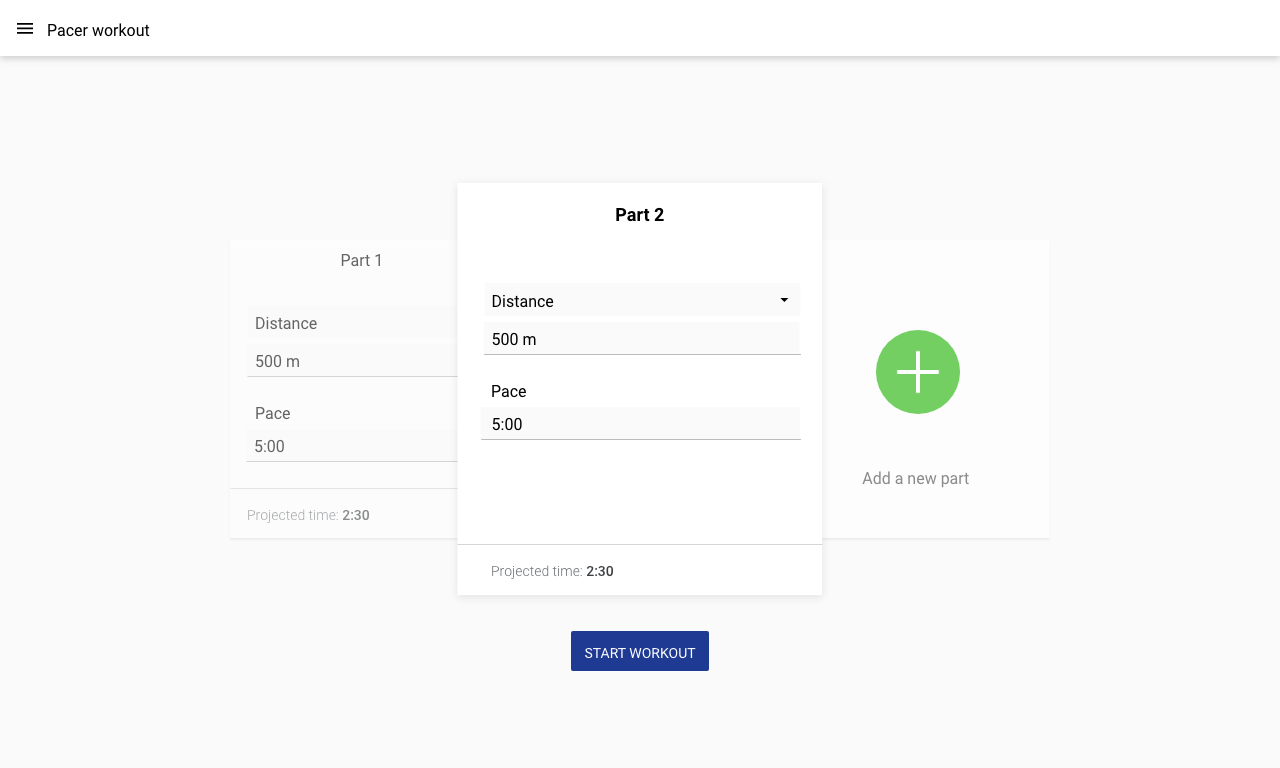 Pacer workout
Part 1
Distance
500 m
Pace
5:00
Projected time: 2:30
Part 2
Distance
500 m
Pace
5:00
Projected time: 2:30
Add a new part
START WORKOUT